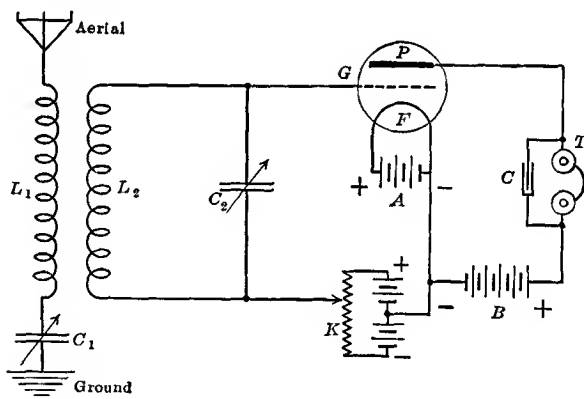 Aerial
P
G
F
T
L₁
L₂
C₂
+ A −
C
+
K
− B +
−
C₁
Ground